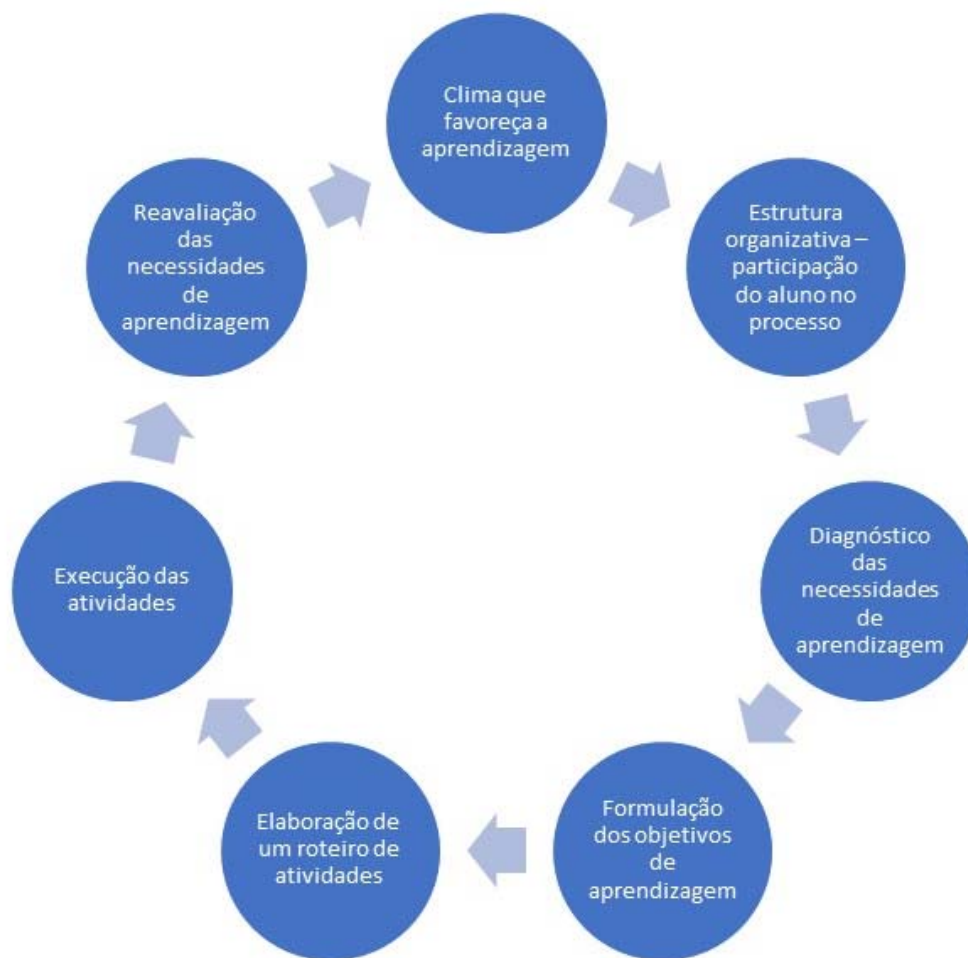 Clima que
favoreça a
aprendizagem
Estrutura
organizativa –
participação
do aluno no
processo
Diagnóstico
das
necessidades
de
aprendizagem
Formulação
dos objetivos
de
aprendizagem
Elaboração de
um roteiro de
atividades
Execução das
atividades
Reavaliação
das
necessidades
de
aprendizagem